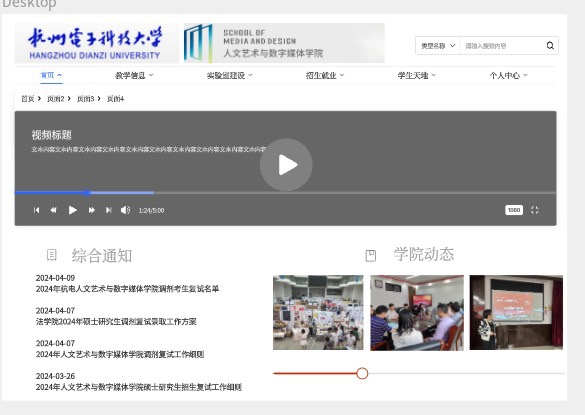 Desktop
杭州電子科技大学
HANGZHOU DIANZI UNIVERSITY
SCHOOL OF
MEDIA AND DESIGN
人文艺术与数字媒体学院
类型名称 请输入搜索内容
首页 教学信息 实验室建设 招生就业 学生天地 个人中心
首页 页面2 页面3 页面4
视频标题
文本内容文本内容文本内容文本内容文本内容文本内容文本内容文本内容文本内容文本内容
1:24/5:00 1080
综合通知 学院动态
2024-04-09
2024年杭电人文艺术与数字媒体学院调剂考生复试名单
2024-04-07
法学院2024年硕士研究生调剂复试录取工作方案
2024-04-07
2024年人文艺术与数字媒体学院调剂复试工作细则
2024-03-26
2024年人文艺术与数字媒体学院硕士研究生招生复试工作细则